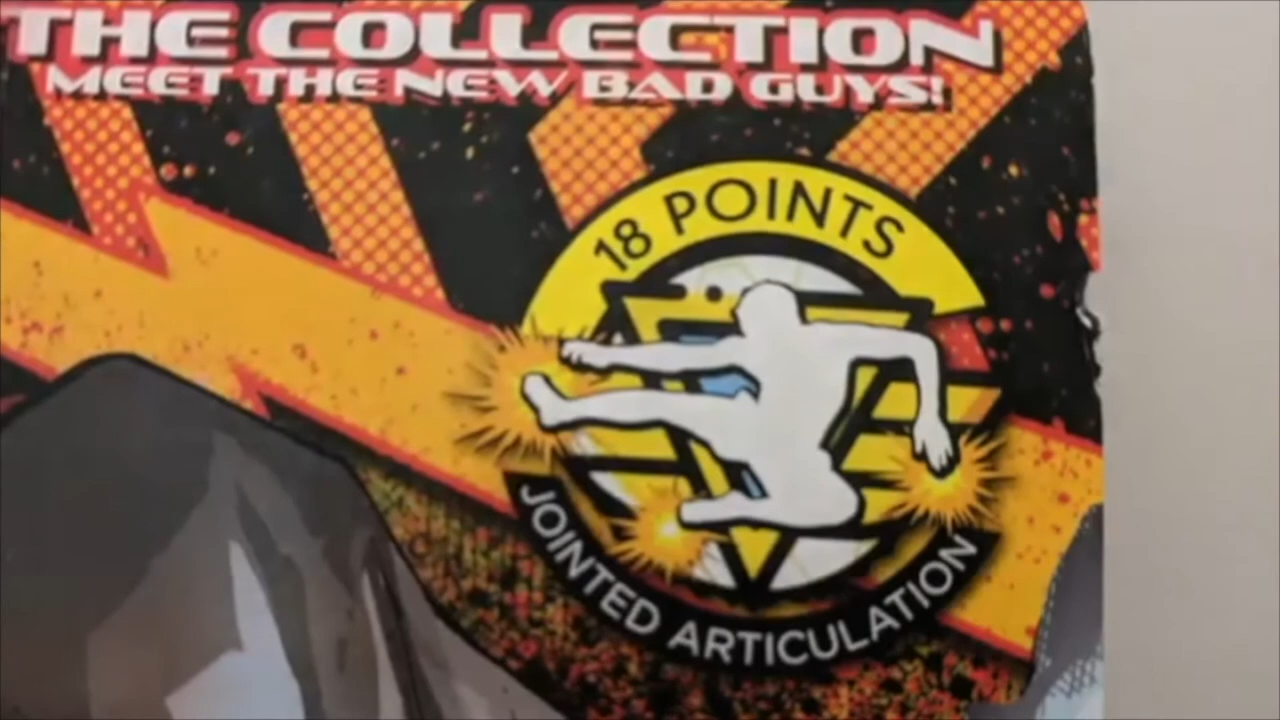 THE COLLECTION
MEET THE NEW BAD GUYS!
18 POINTS
JOINTED ARTICULATION